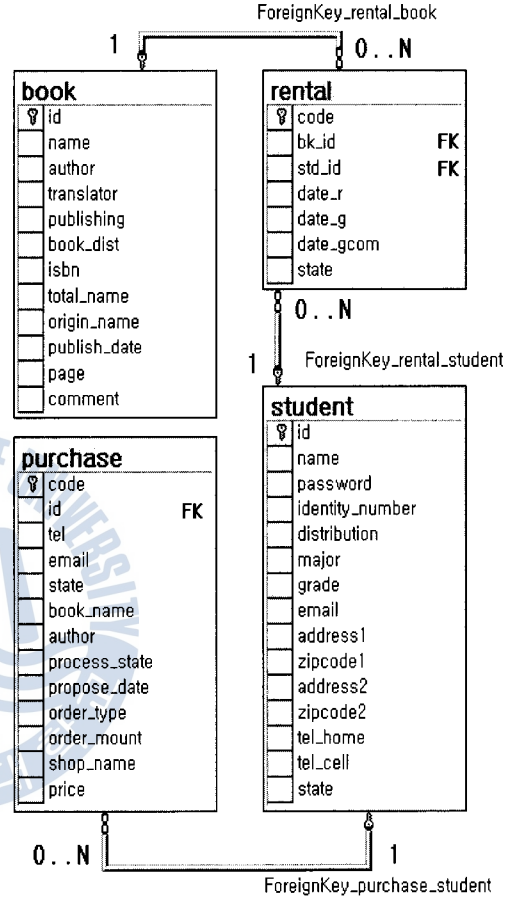 ForeignKey_rental_book
1
0..N
book
id
name
author
translator
publishing
book_dist
isbn
total_name
origin_name
publish_date
page
comment
rental
code
bk_id FK
std_id FK
date_r
date_g
date_gcom
state
0..N
1
ForeignKey_rental_student
purchase
code
id FK
tel
email
state
book_name
author
process_state
propose_date
order_type
order_mount
shop_name
price
student
id
name
password
identity_number
distribution
major
grade
email
address1
zipcode1
address2
zipcode2
tel_home
tel_cell
state
0..N
1
ForeignKey_purchase_student